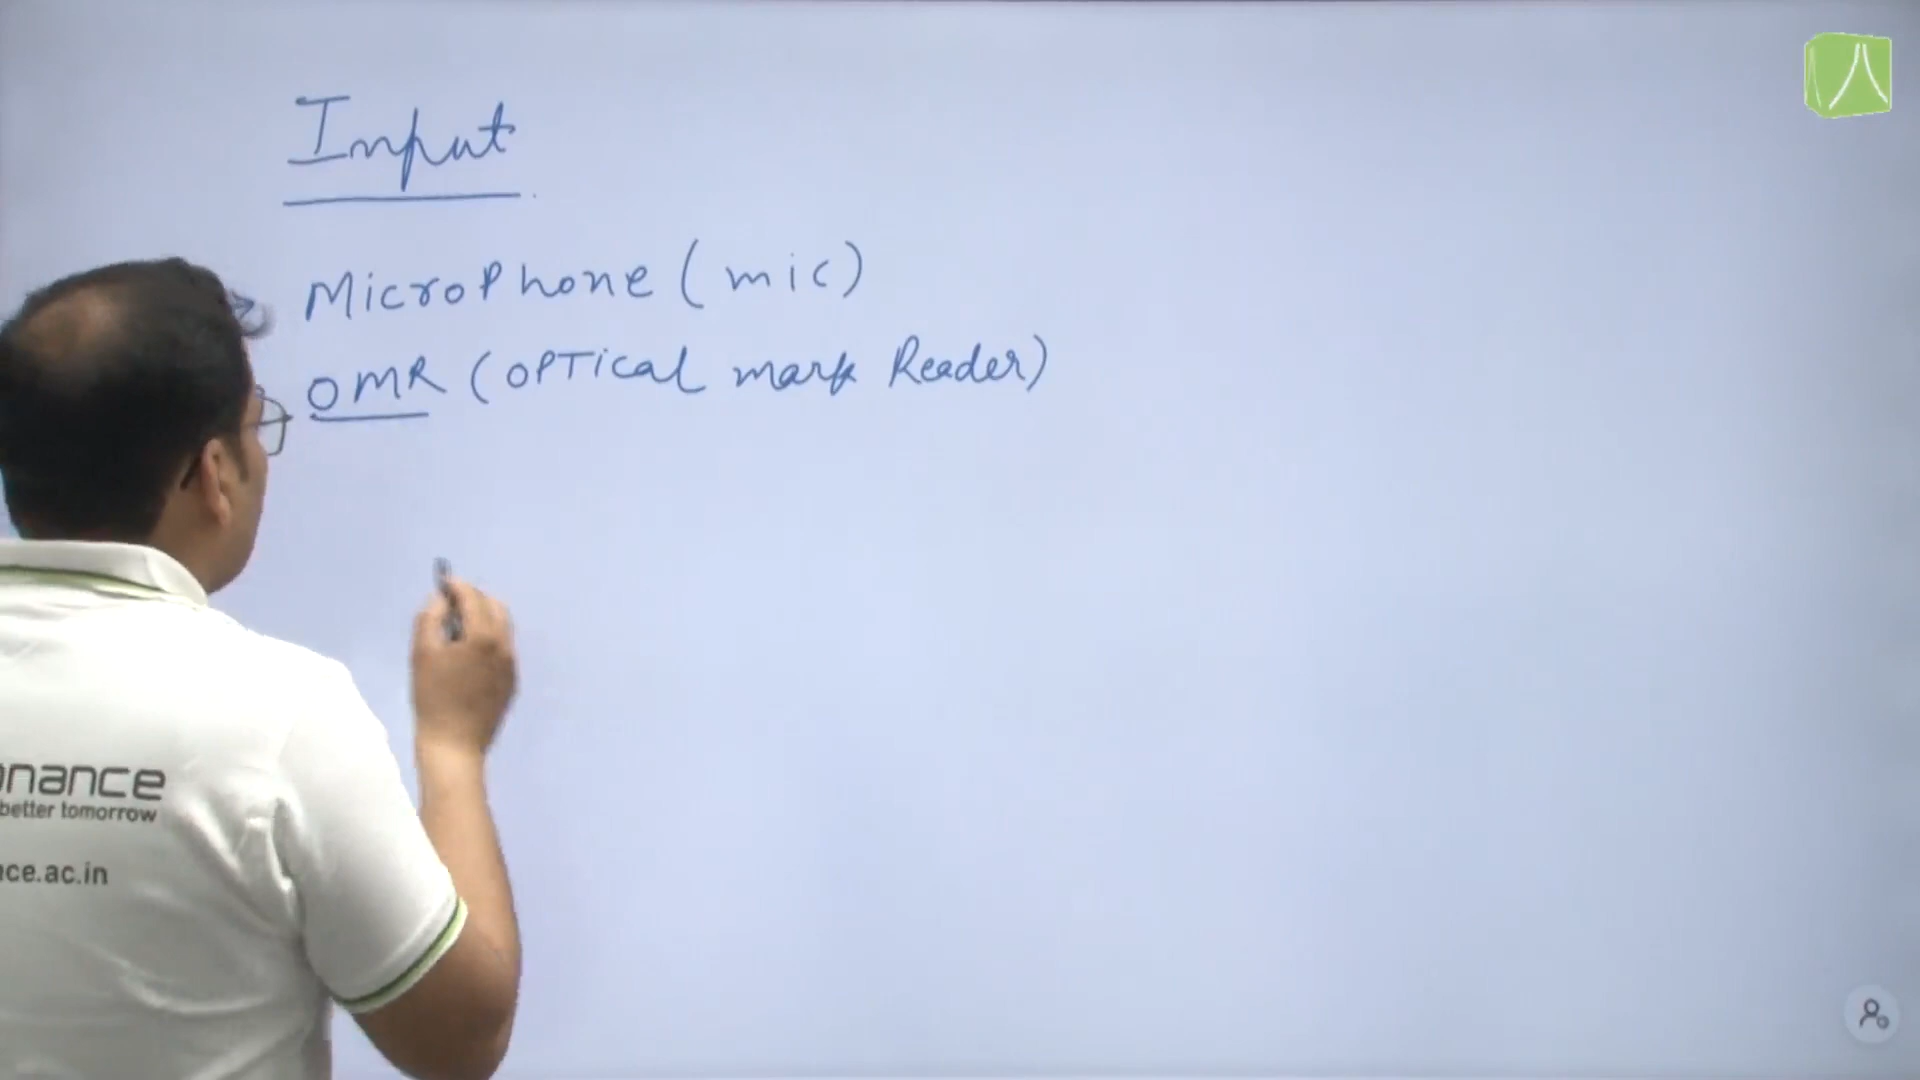 Input
→ MicroPhone (mic)
OMR (OPTical mark Reader)
nance
better tomorrow
ce.ac.in